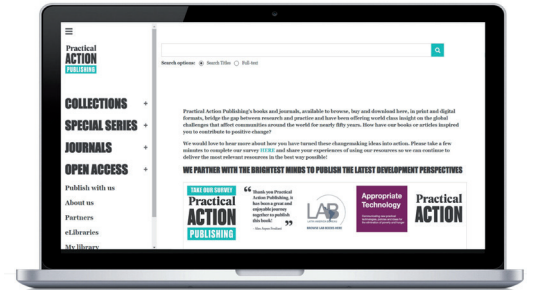 Practical
ACTION
PUBLISHING
COLLECTIONS +
SPECIAL SERIES +
JOURNALS +
OPEN ACCESS +
Publish with us
About us
Partners
eLibraries
My library
Search options: Search Titles Full-text
Practical Action Publishing's books and journals, available to browse, buy and download here, in print and digital
formats, bridge the gap between research and practice and have been offering world class insight on the global
challenges that affect communities around the world for nearly fifty years. How have our books or articles inspired
you to contribute to positive change?
We would love to hear more about how you have turned these changemaking ideas into action. Please take a few
minutes to complete our survey HERE and share your experiences of using our resources so we can continue to
deliver the most relevant resources in the best way possible!
WE PARTNER WITH THE BRIGHTEST MINDS TO PUBLISH THE LATEST DEVELOPMENT PERSPECTIVES
TAKE OUR SURVEY
Practical
ACTION
PUBLISHING
“Thank you Practical
Action Publishing, it
has been a great and
enjoyable journey
together to publish
this book!”
LAB
Appropriate
Technology
Practical
ACTION